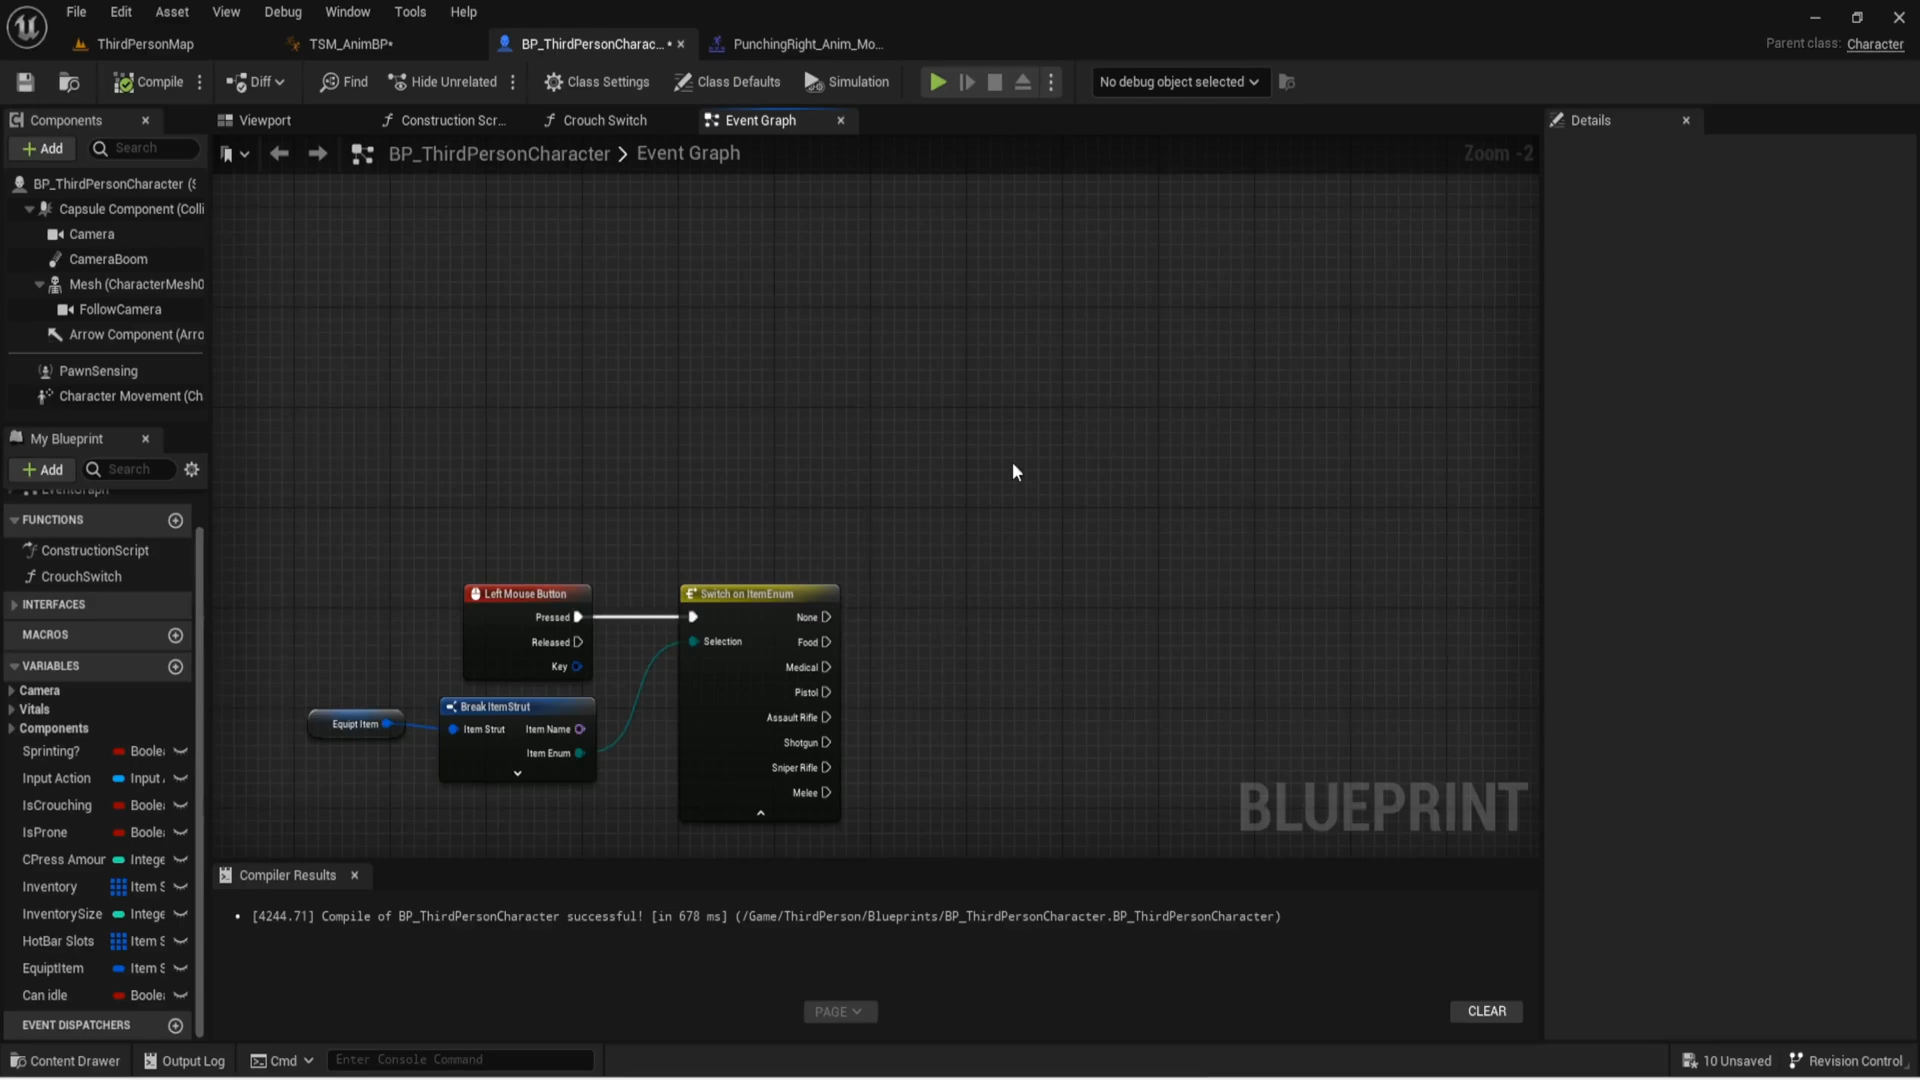 File Edit Asset View Debug Window Tools Help
ThirdPersonMap TSM_AnimBP* BP_ThirdPersonCharac... * PunchingRight_Anim_Mo...
Parent class: Character
Compile Diff Find Hide Unrelated Class Settings Class Defaults Simulation No debug object selected
Components
Viewport Construction Scr... Crouch Switch Event Graph
Details
Add Search
BP_ThirdPersonCharacter > Event Graph
Zoom -2
BP_ThirdPersonCharacter (
Capsule Component (Colli
Camera
CameraBoom
Mesh (CharacterMesh0
FollowCamera
Arrow Component (Arro
PawnSensing
Character Movement (Ch
My Blueprint
Add Search
EventGraph
FUNCTIONS
ConstructionScript
CrouchSwitch
INTERFACES
MACROS
VARIABLES
Camera
Vitals
Components
Sprinting? Boole
Input Action Input
IsCrouching Boole
IsProne Boole
CPress Amour Intege
Inventory Item S
InventorySize Intege
HotBar Slots Item S
EquiptItem Item S
Can idle Boole
EVENT DISPATCHERS
Left Mouse Button
Pressed
Released
Key
Equipt Item
Break ItemStrut
Item Strut Item Name
Item Enum
Switch on ItemEnum
None
Selection Food
Medical
Pistol
Assault Rifle
Shotgun
Sniper Rifle
Melee
BLUEPRINT
Compiler Results
• [4244.71] Compile of BP_ThirdPersonCharacter successful! [in 678 ms] (/Game/ThirdPerson/Blueprints/BP_ThirdPersonCharacter.BP_ThirdPersonCharacter)
PAGE
CLEAR
Content Drawer Output Log Cmd Enter Console Command 10 Unsaved Revision Control